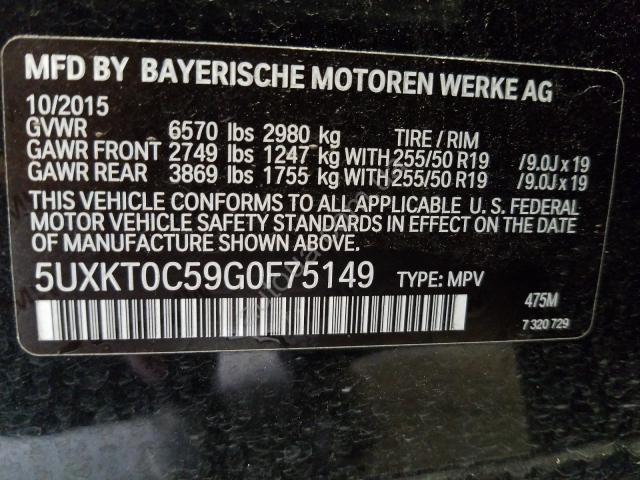 MFD BY BAYERISCHE MOTOREN WERKE AG
10/2015
GVWR 6570 lbs 2980 kg TIRE / RIM
GAWR FRONT 2749 lbs 1247 kg WITH 255/50 R19 /9.0J x 19
GAWR REAR 3869 lbs 1755 kg WITH 255/50 R19 /9.0J x 19
THIS VEHICLE CONFORMS TO ALL APPLICABLE U. S. FEDERAL
MOTOR VEHICLE SAFETY STANDARDS IN EFFECT ON THE DATE
OF MANUFACTURE SHOWN ABOVE.
5UXKT0C59G0F75149 TYPE: MPV
475M
7 320 729